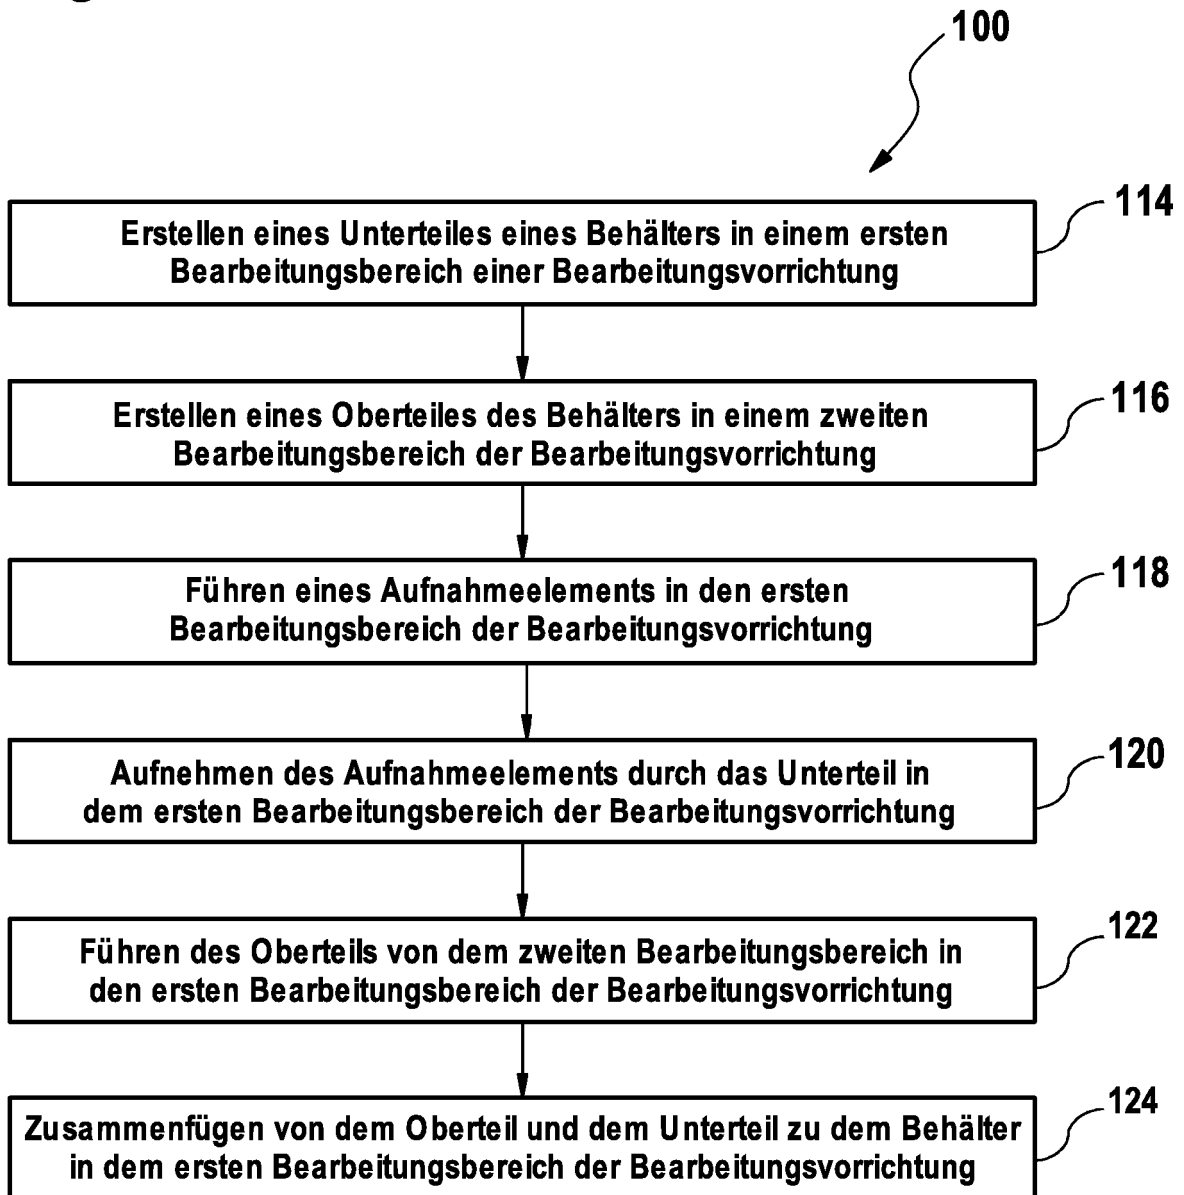 100
Erstellen eines Unterteiles eines Behälters in einem ersten
Bearbeitungsbereich einer Bearbeitungsvorrichtung
114
Erstellen eines Oberteiles des Behälters in einem zweiten
Bearbeitungsbereich der Bearbeitungsvorrichtung
116
Führen eines Aufnahmeelements in den ersten
Bearbeitungsbereich der Bearbeitungsvorrichtung
118
Aufnehmen des Aufnahmeelements durch das Unterteil in
dem ersten Bearbeitungsbereich der Bearbeitungsvorrichtung
120
Führen des Oberteils von dem zweiten Bearbeitungsbereich in
den ersten Bearbeitungsbereich der Bearbeitungsvorrichtung
122
Zusammenfügen von dem Oberteil und dem Unterteil zu dem Behälter
in dem ersten Bearbeitungsbereich der Bearbeitungsvorrichtung
124